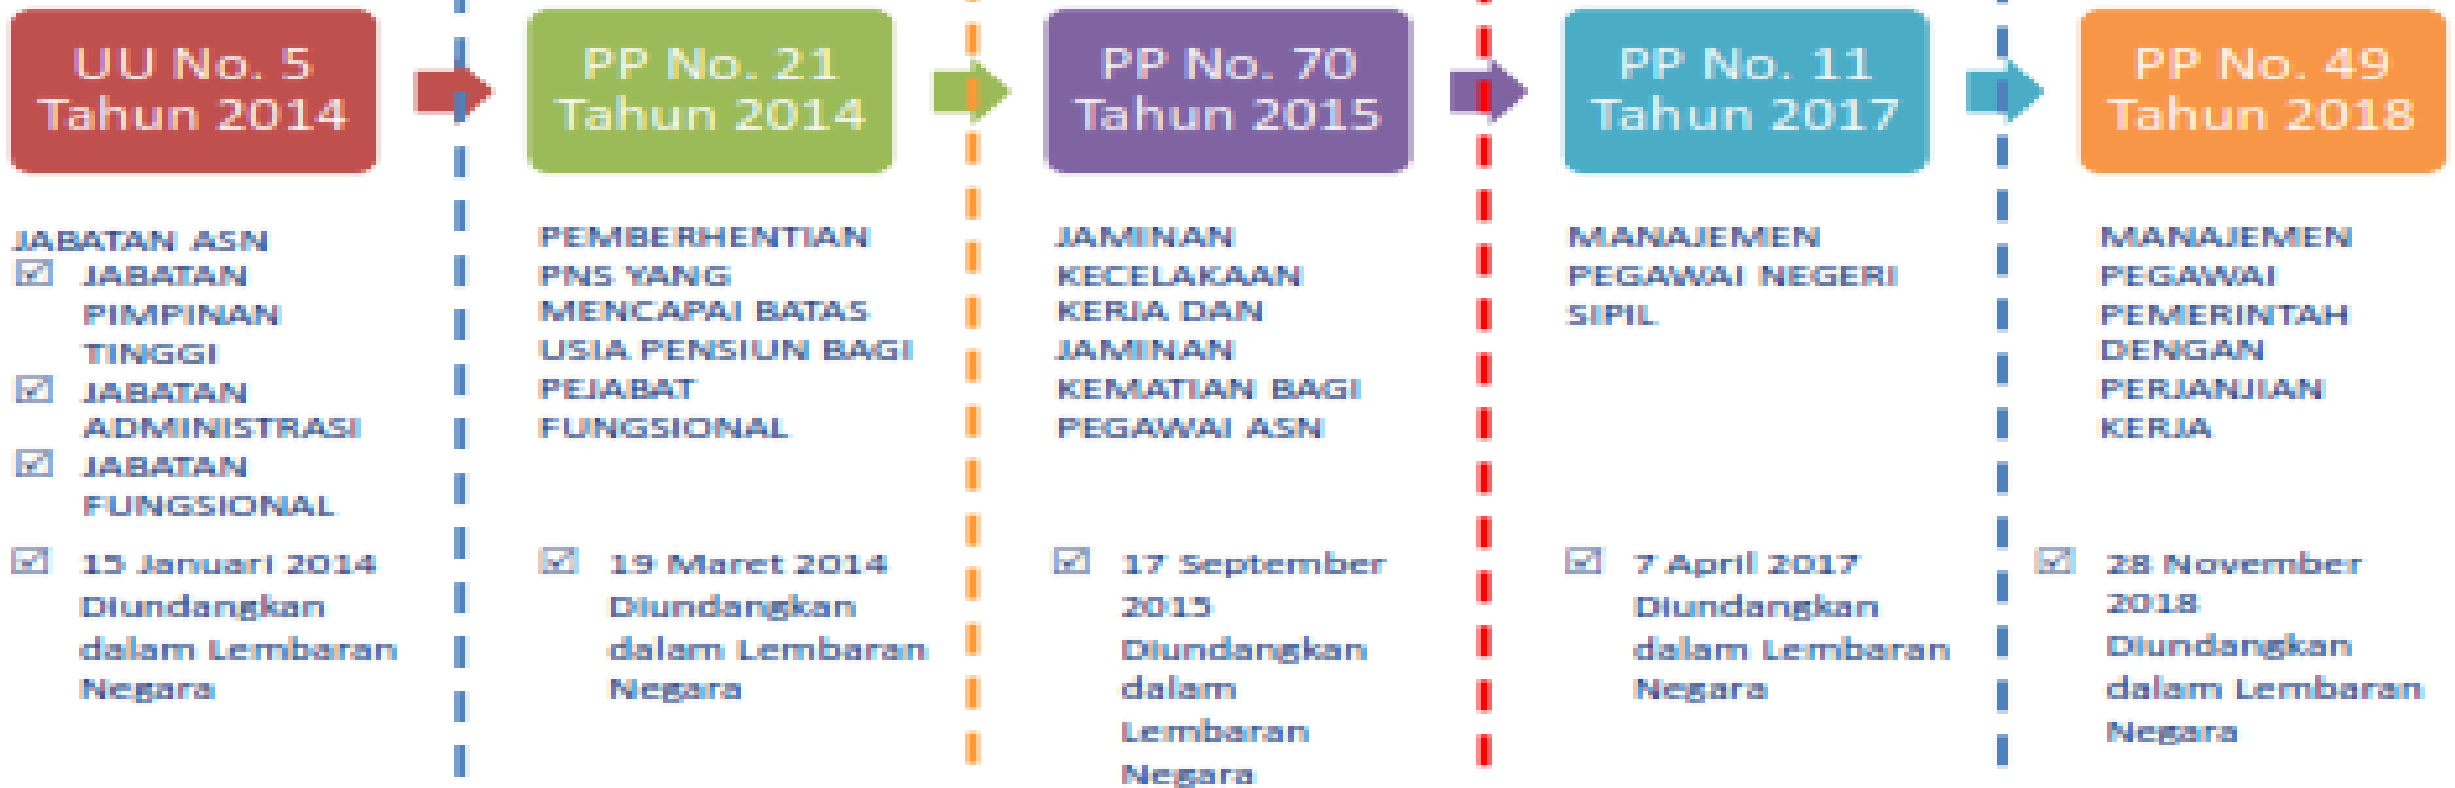 UU No. 5
Tahun 2014
JABATAN ASN
☑ JABATAN
PIMPINAN
TINGGI
☑ JABATAN
ADMINISTRASI
☑ JABATAN
FUNGSIONAL
☑ 15 Januari 2014
Diundangkan
dalam Lembaran
Negara
PP No. 21
Tahun 2014
PEMBERHENTIAN
PNS YANG
MENCAPAI BATAS
USIA PENSIUN BAGI
PEJABAT
FUNGSIONAL
☑ 19 Maret 2014
Diundangkan
dalam Lembaran
Negara
PP No. 70
Tahun 2015
JAMINAN
KECELAKAAN
KERJA DAN
JAMINAN
KEMATIAN BAGI
PEGAWAI ASN
☑ 17 September
2015
Diundangkan
dalam
Lembaran
Negara
PP No. 11
Tahun 2017
MANAJEMEN
PEGAWAI NEGERI
SIPIL
☑ 7 April 2017
Diundangkan
dalam Lembaran
Negara
PP No. 49
Tahun 2018
MANAJEMEN
PEGAWAI
PEMERINTAH
DENGAN
PERJANJIAN
KERJA
☑ 28 November
2018
Diundangkan
dalam Lembaran
Negara